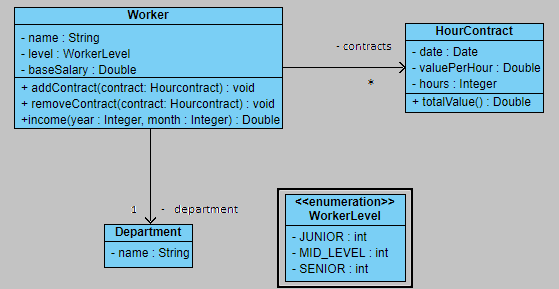 Worker
- name : String
- level : WorkerLevel
- baseSalary : Double
+ addContract(contract: Hourcontract) : void
+ removeContract(contract: Hourcontract) : void
+income(year : Integer, month : Integer) : Double
- contracts
*
HourContract
- date : Date
- valuePerHour : Double
- hours : Integer
+ totalValue() : Double
1 - department
Department
- name : String
<<enumeration>>
WorkerLevel
- JUNIOR : int
- MID_LEVEL : int
- SENIOR : int